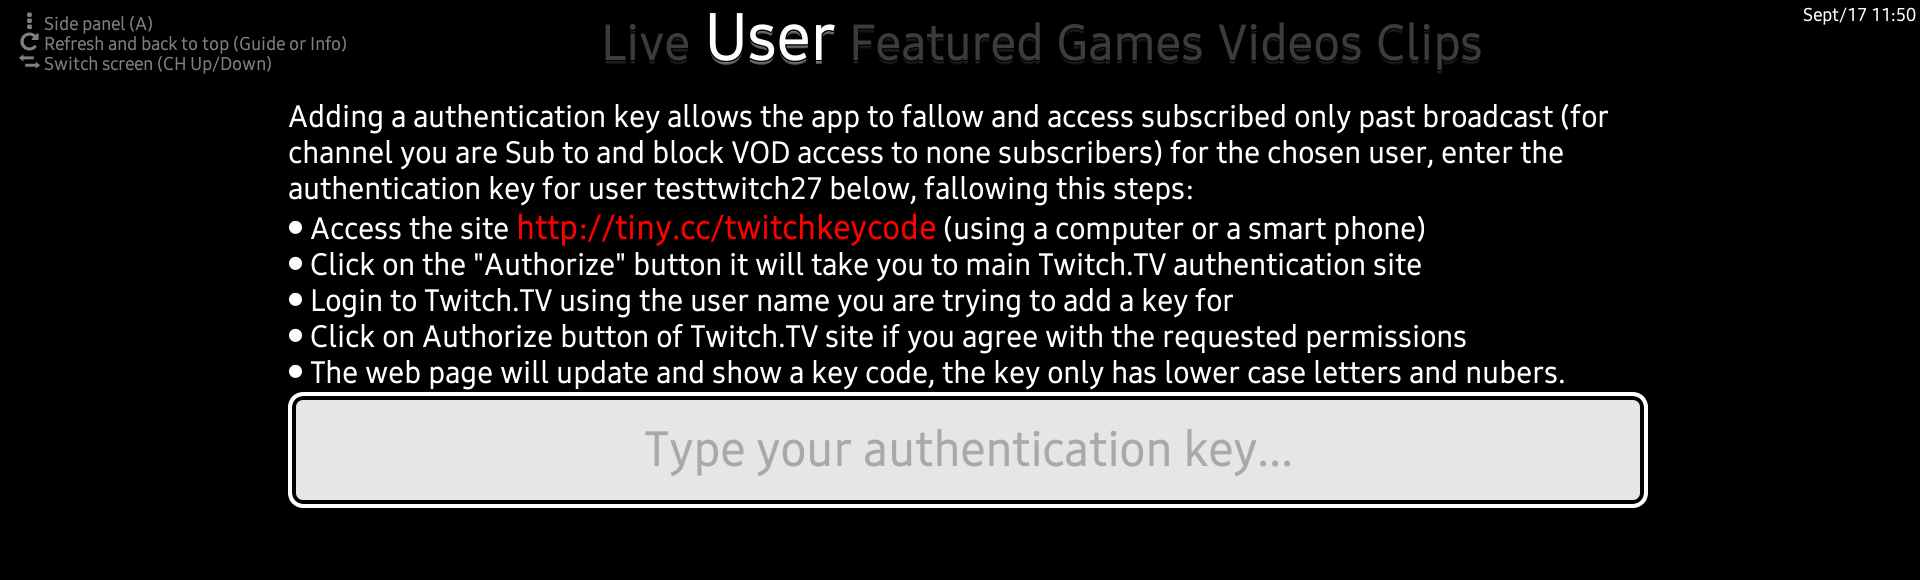 Side panel (A)
Refresh and back to top (Guide or Info)
Switch screen (CH Up/Down)
Live User Featured Games Videos Clips
Sept/17 11:50
Adding a authentication key allows the app to fallow and access subscribed only past broadcast (for
channel you are Sub to and block VOD access to none subscribers) for the chosen user, enter the
authentication key for user testtwitch27 below, fallowing this steps:
● Access the site http://tiny.cc/twitchkeycode (using a computer or a smart phone)
● Click on the "Authorize" button it will take you to main Twitch.TV authentication site
● Login to Twitch.TV using the user name you are trying to add a key for
● Click on Authorize button of Twitch.TV site if you agree with the requested permissions
● The web page will update and show a key code, the key only has lower case letters and nubers.
Type your authentication key...